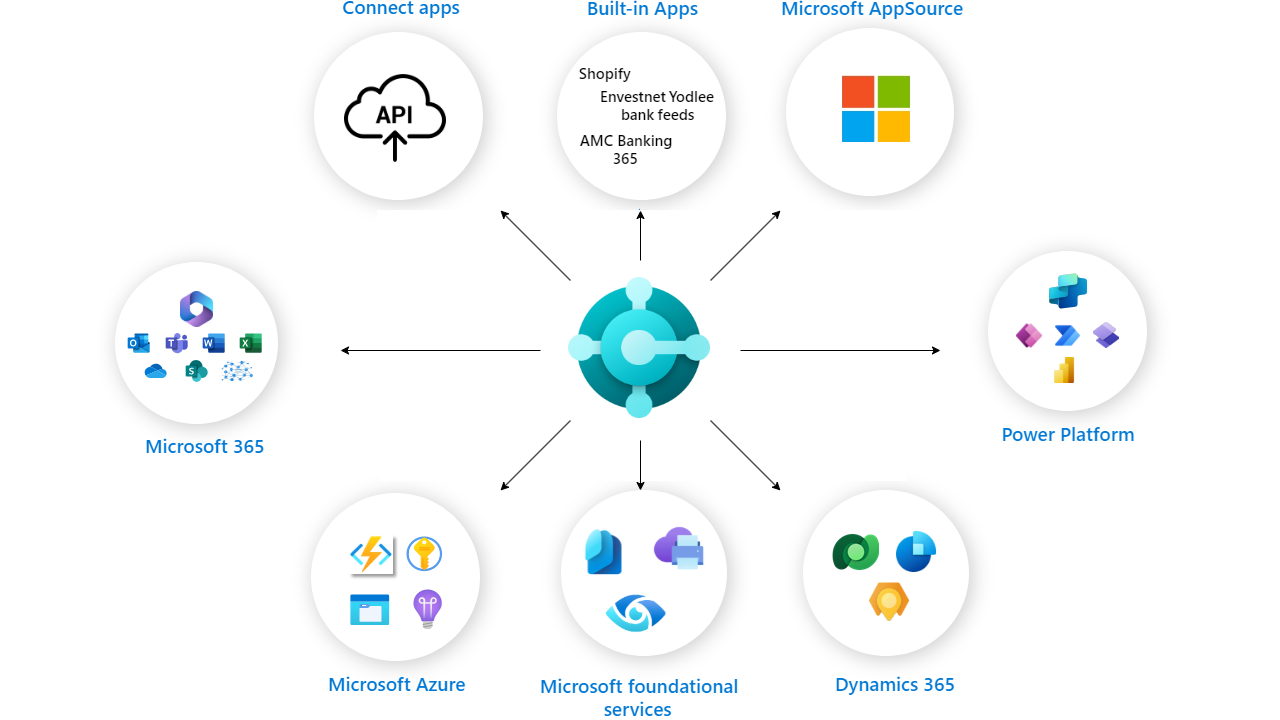 Connect apps
Built-in Apps
Microsoft AppSource
API
Shopify
Envestnet Yodlee
bank feeds
AMC Banking
365
Microsoft 365
Power Platform
Microsoft Azure
Microsoft foundational
services
Dynamics 365